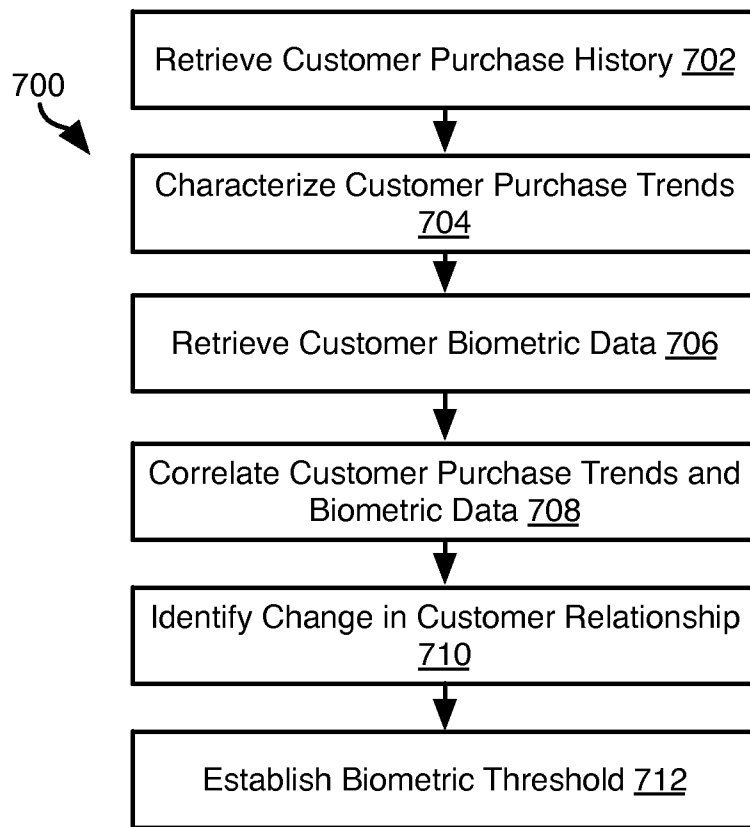 Retrieve Customer Purchase History 702
700
Characterize Customer Purchase Trends
704
Retrieve Customer Biometric Data 706
Correlate Customer Purchase Trends and
Biometric Data 708
Identify Change in Customer Relationship
710
Establish Biometric Threshold 712